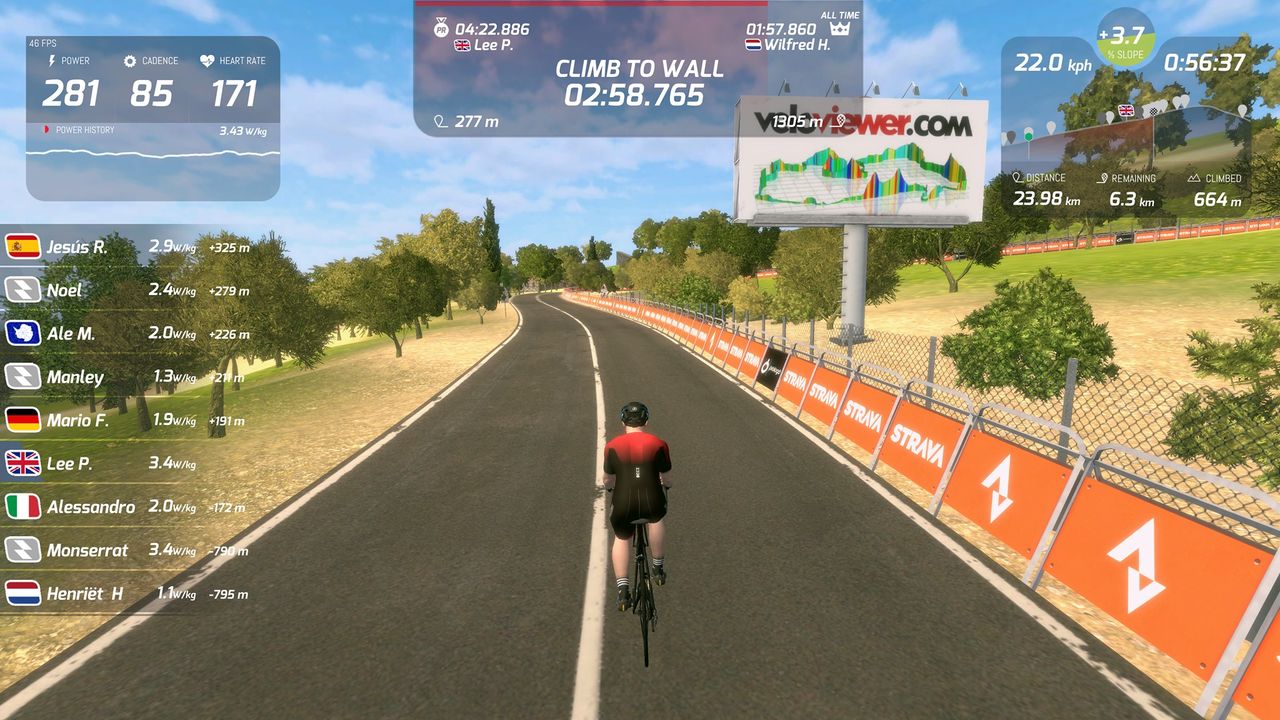 46 FPS
POWER CADENCE HEART RATE
281 85 171
POWER HISTORY 3.43 W/kg
PR 04:22.886
Lee P.
ALL TIME
01:57.860
Wilfred H.
CLIMB TO WALL
02:58.765
277 m 1305 m
veloviewer.com
+3.7
% SLOPE
22.0 kph 0:56:37
DISTANCE REMAINING CLIMBED
23.98 km 6.3 km 664 m
Jesús R. 2.9W/kg +325 m
Noel 2.4W/kg +279 m
Ale M. 2.0W/kg +226 m
Manley 1.3W/kg +211 m
Mario F. 1.9W/kg +191 m
Lee P. 3.4W/kg
Alessandro 2.0W/kg -172 m
Monserrat 3.4W/kg -790 m
Henriët H 1.1W/kg -795 m
STRAVA
STRAVA
STRAVA
STRAVA